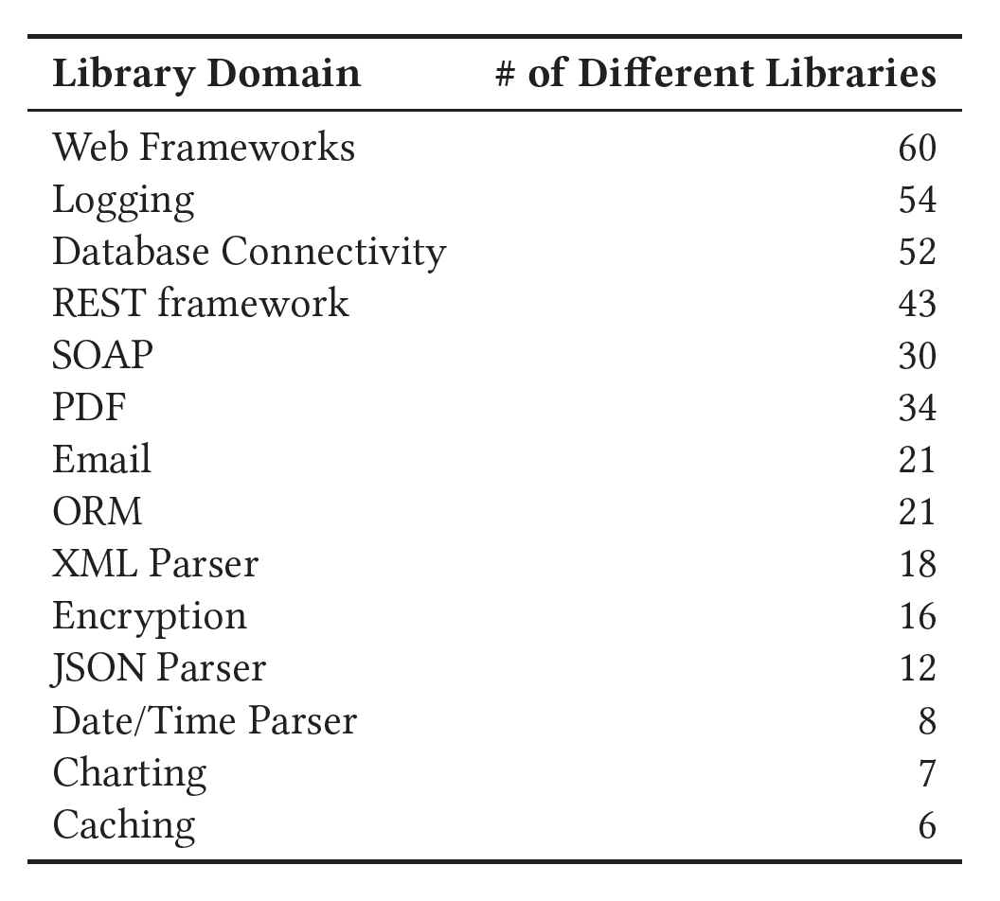 Library Domain # of Different Libraries
Web Frameworks 60
Logging 54
Database Connectivity 52
REST framework 43
SOAP 30
PDF 34
Email 21
ORM 21
XML Parser 18
Encryption 16
JSON Parser 12
Date/Time Parser 8
Charting 7
Caching 6